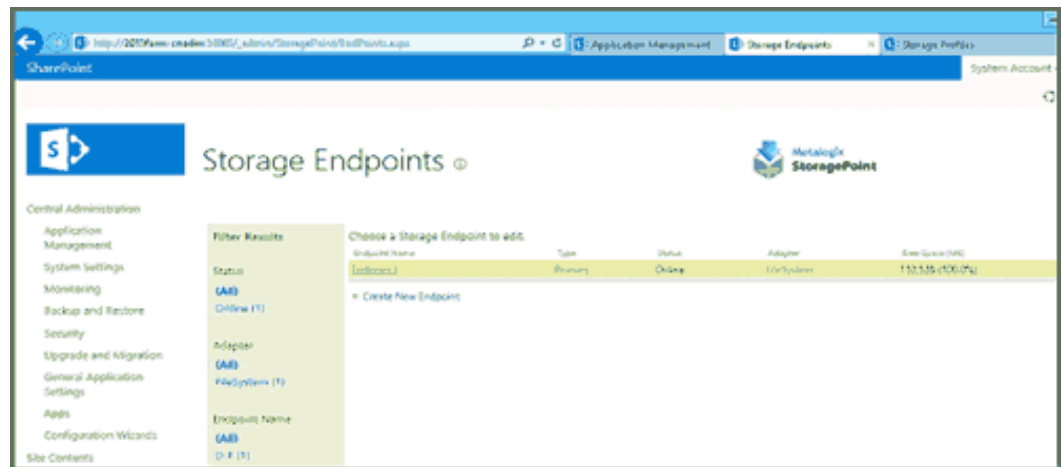 Application Management
Storage Endpoints
Storage Profiles
SharePoint
System Account
S
Storage Endpoints
Metalogix
StoragePoint
Central Administration
Application
Management
System Settings
Monitoring
Backup and Restore
Security
Upgrade and Migration
General Application
Settings
Apps
Configuration Wizards
Site Contents
Filter Results
Status
(All)
Online (1)
Adapter
(All)
FileSystem (1)
Endpoint Name
(All)
Choose a Storage Endpoint to edit.
Endpoint Name Type Status Adapter
Primary Online FileSystem
Create New Endpoint